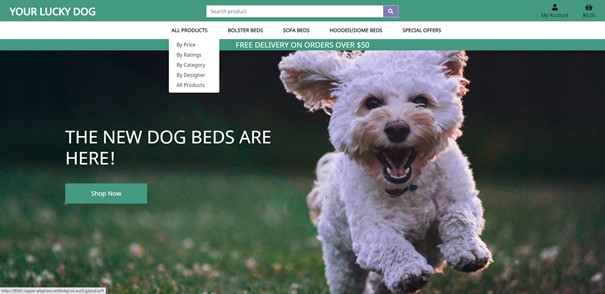 YOUR LUCKY DOG
Search product
My Account
$0.00
ALL PRODUCTS
BOLSTER BEDS
SOFA BEDS
HOODED/DOME BEDS
SPECIAL OFFERS
FREE DELIVERY ON ORDERS OVER $50
By Price
By Ratings
By Category
By Designer
All Products
THE NEW DOG BEDS ARE
HERE!
Shop Now